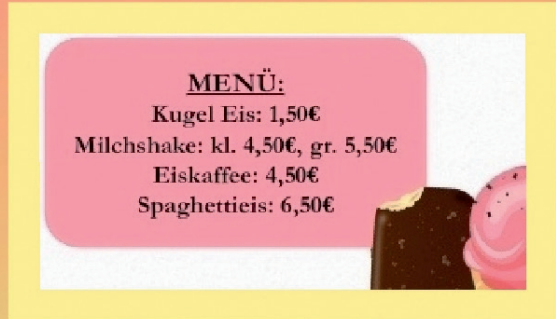 MENÜ:
Kugel Eis: 1,50€
Milchshake: kl. 4,50€, gr. 5,50€
Eiskaffee: 4,50€
Spaghettieis: 6,50€